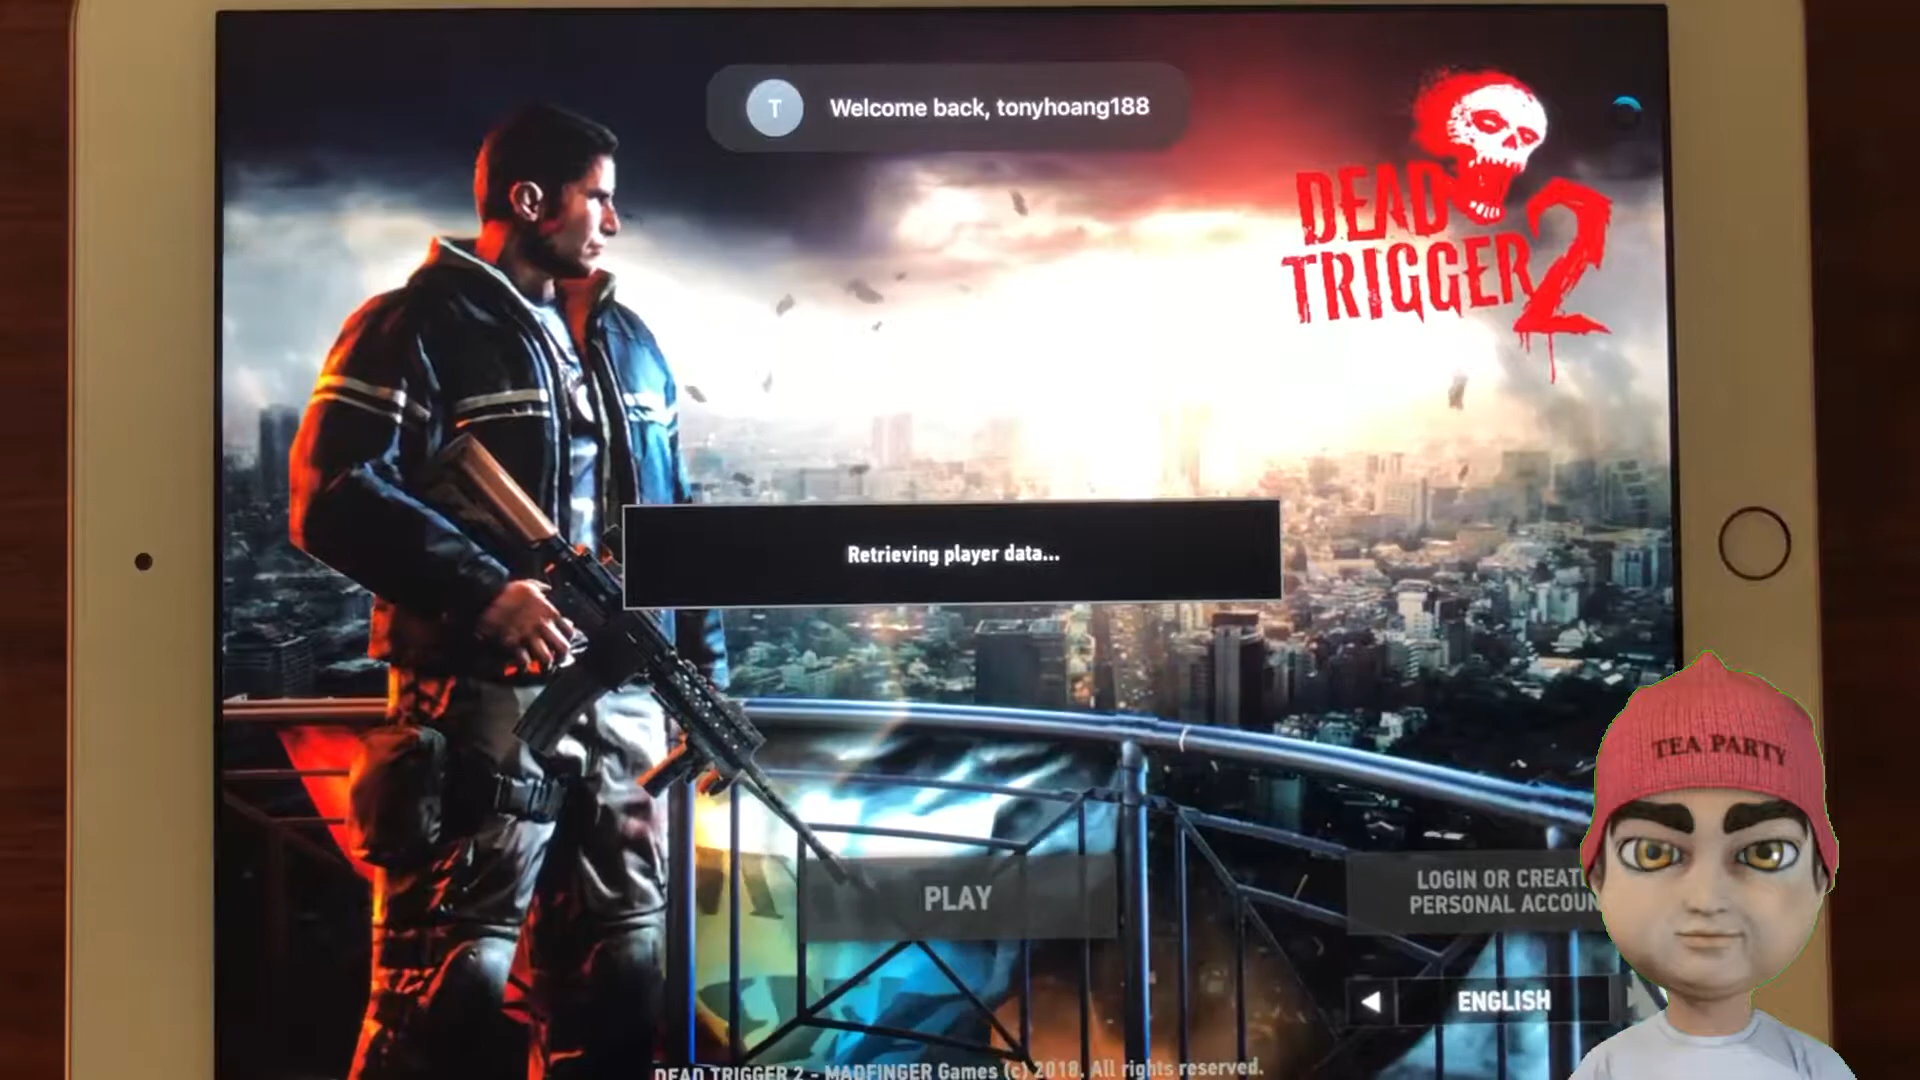 T
Welcome back, tonyhoang188
DEAD
TRIGGER 2
Retrieving player data...
PLAY
LOGIN OR CREATE
PERSONAL ACCOUN
ENGLISH
TEA PARTY
DEAD TRIGGER 2 - MADFINGER Games (c) 2018. All rights reserved.